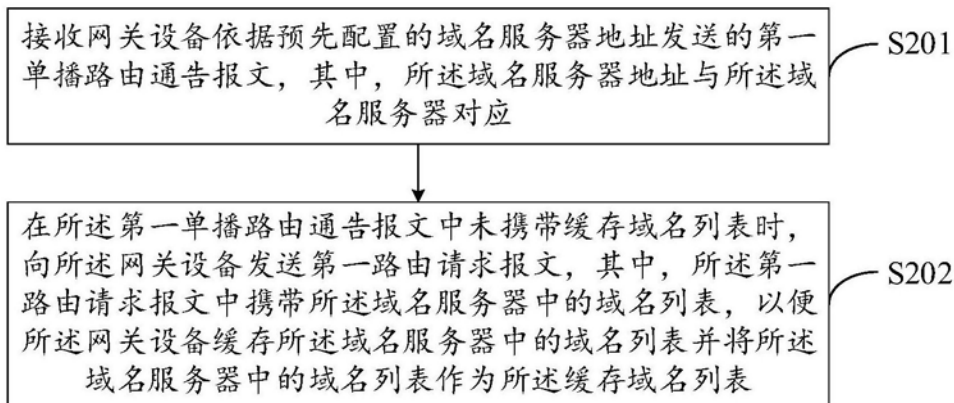 接收网关设备依据预先配置的域名服务器地址发送的第一
单播路由通告报文，其中，所述域名服务器地址与所述域
名服务器对应
S201
在所述第一单播路由通告报文中未携带缓存域名列表时，
向所述网关设备发送第一路由请求报文，其中，所述第一
路由请求报文中携带所述域名服务器中的域名列表，以便
所述网关设备缓存所述域名服务器中的域名列表并将所述
域名服务器中的域名列表作为所述缓存域名列表
S202